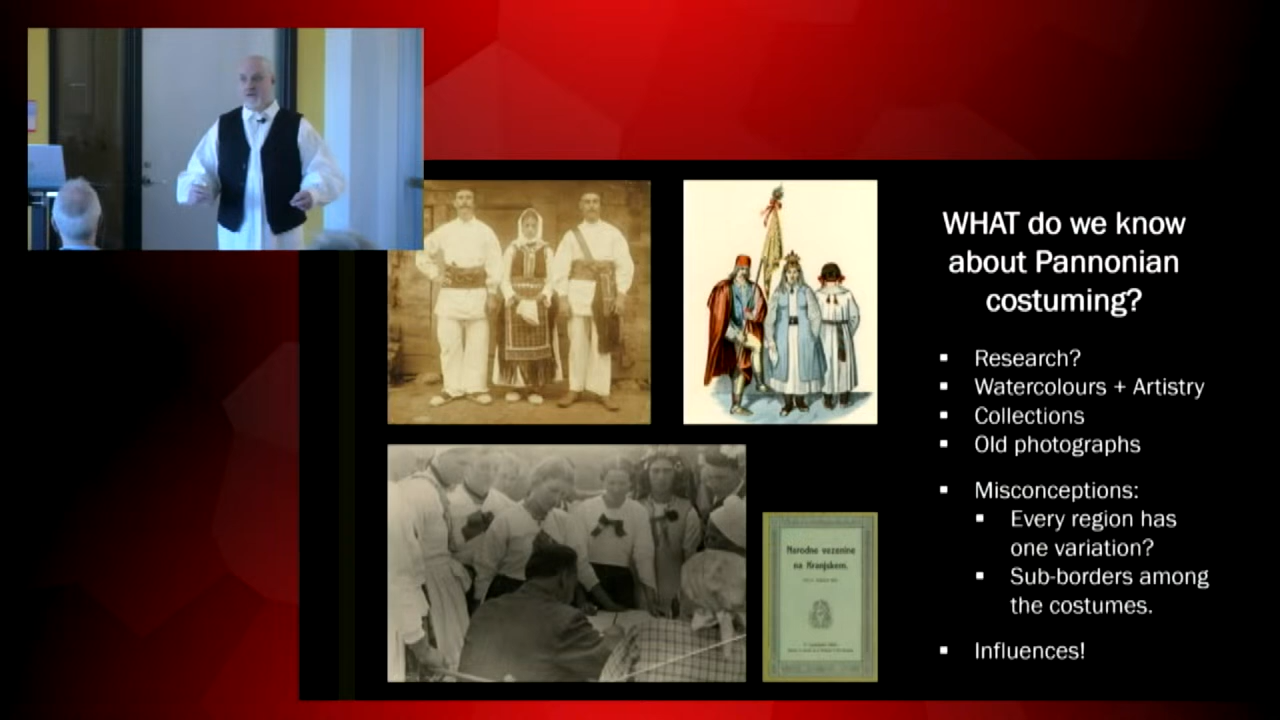 WHAT do we know
about Pannonian
costuming?
▪ Research?
▪ Watercolours + Artistry
▪ Collections
▪ Old photographs
▪ Misconceptions:
▪ Every region has
one variation?
▪ Sub-borders among
the costumes.
▪ Influences!
Narodne vezenine
na Kranjskem.